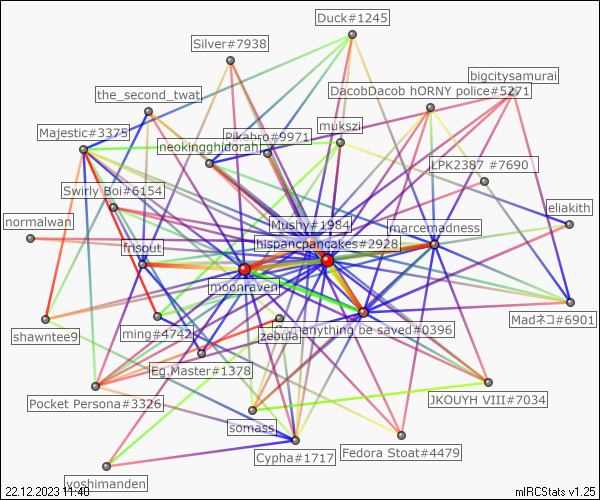 Duck#1245
Silver#7938
bigcitysamurai
DacobDacob hORNY police#5271
the_second_twat
mukszi
Majestic#3375
Pikabro#9971
neokingghidorah
LPK2387 #7690
Swirly Boi#6154
eliakith
normalwan
Mushy#1984
marcemadness
frisout
hispancpancakes#2928
moonraven
Madネコ#6901
shawntee9
ming#4742
anything be saved#0396
zebula
Eg.Master#1378
Pocket Persona#3326
JKOUYH VIII#7034
somass
Fedora Stoat#4479
Cypha#1717
yoshimanden
22.12.2023 11:40
mIRCStats v1.25